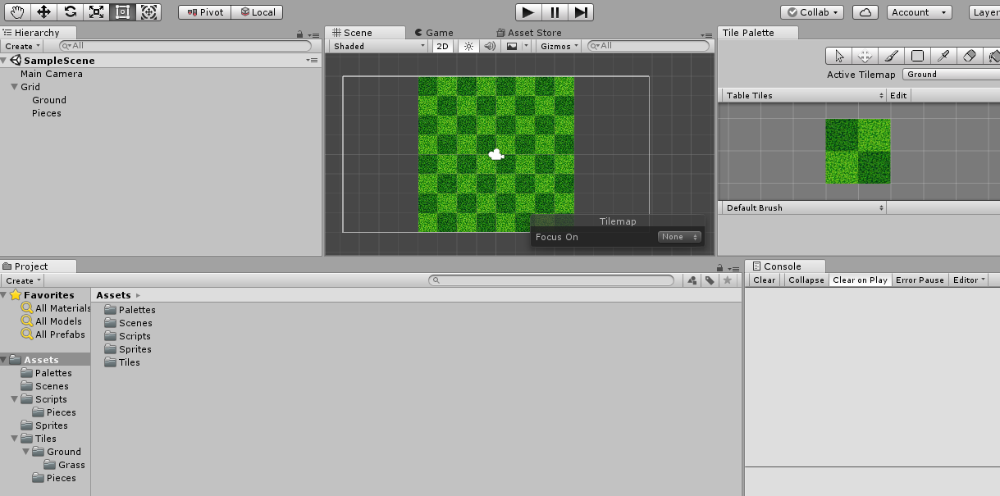 Pivot Local Collab Account Layer
Hierarchy
Create All
SampleScene
Main Camera
Grid
Ground
Pieces
Scene Game Asset Store
Shaded 2D Gizmos All
Tilemap
Focus On None
Tile Palette
Active Tilemap Ground
Table Tiles Edit
Default Brush
Project
Create
Favorites
All Materials
All Models
All Prefabs
Assets
Palettes
Scenes
Scripts
Pieces
Sprites
Tiles
Ground
Grass
Pieces
Assets
Palettes
Scenes
Scripts
Sprites
Tiles
Console
Clear Collapse Clear on Play Error Pause Editor